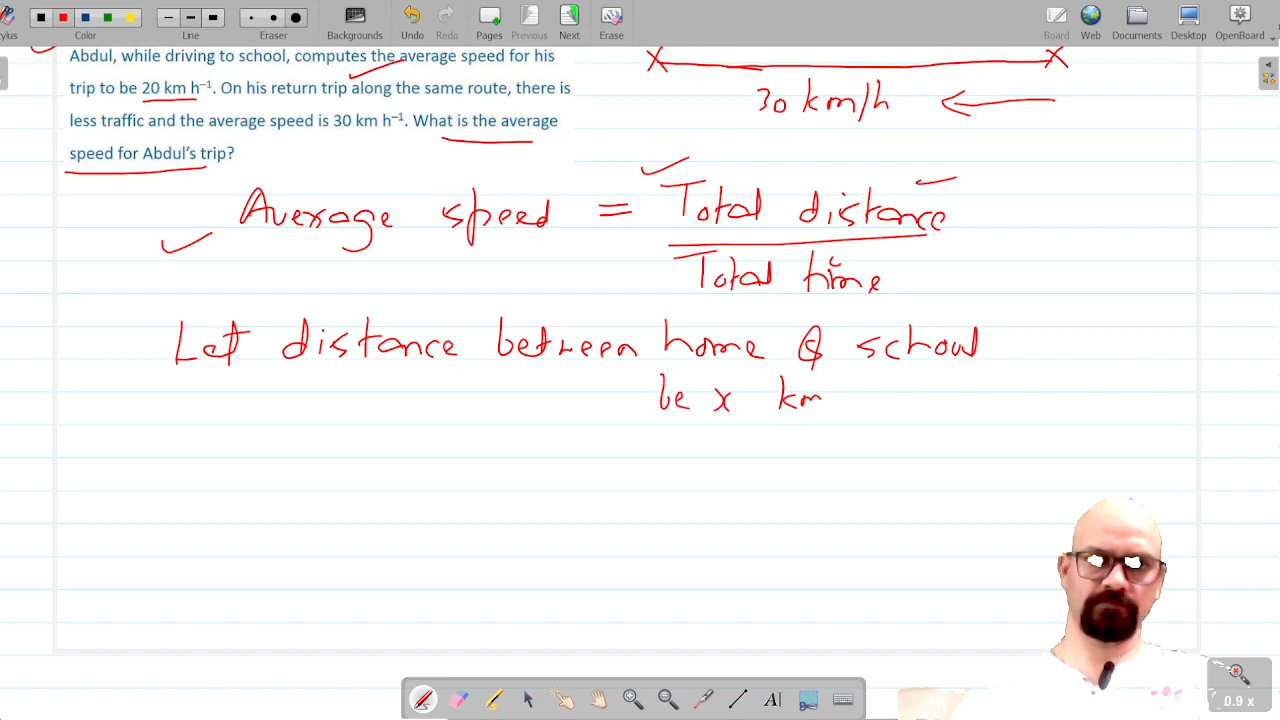 tylus
Color
Line
Eraser
Backgrounds
Undo
Redo
Pages
Previous
Next
Erase
Board
Web
Documents
Desktop
OpenBoard
Abdul, while driving to school, computes the average speed for his
trip to be 20 km h⁻¹. On his return trip along the same route, there is
less traffic and the average speed is 30 km h⁻¹. What is the average
speed for Abdul's trip?
30 km/h
Average speed = Total distance
Total time
Let distance between home & school
be x km
0.9 x